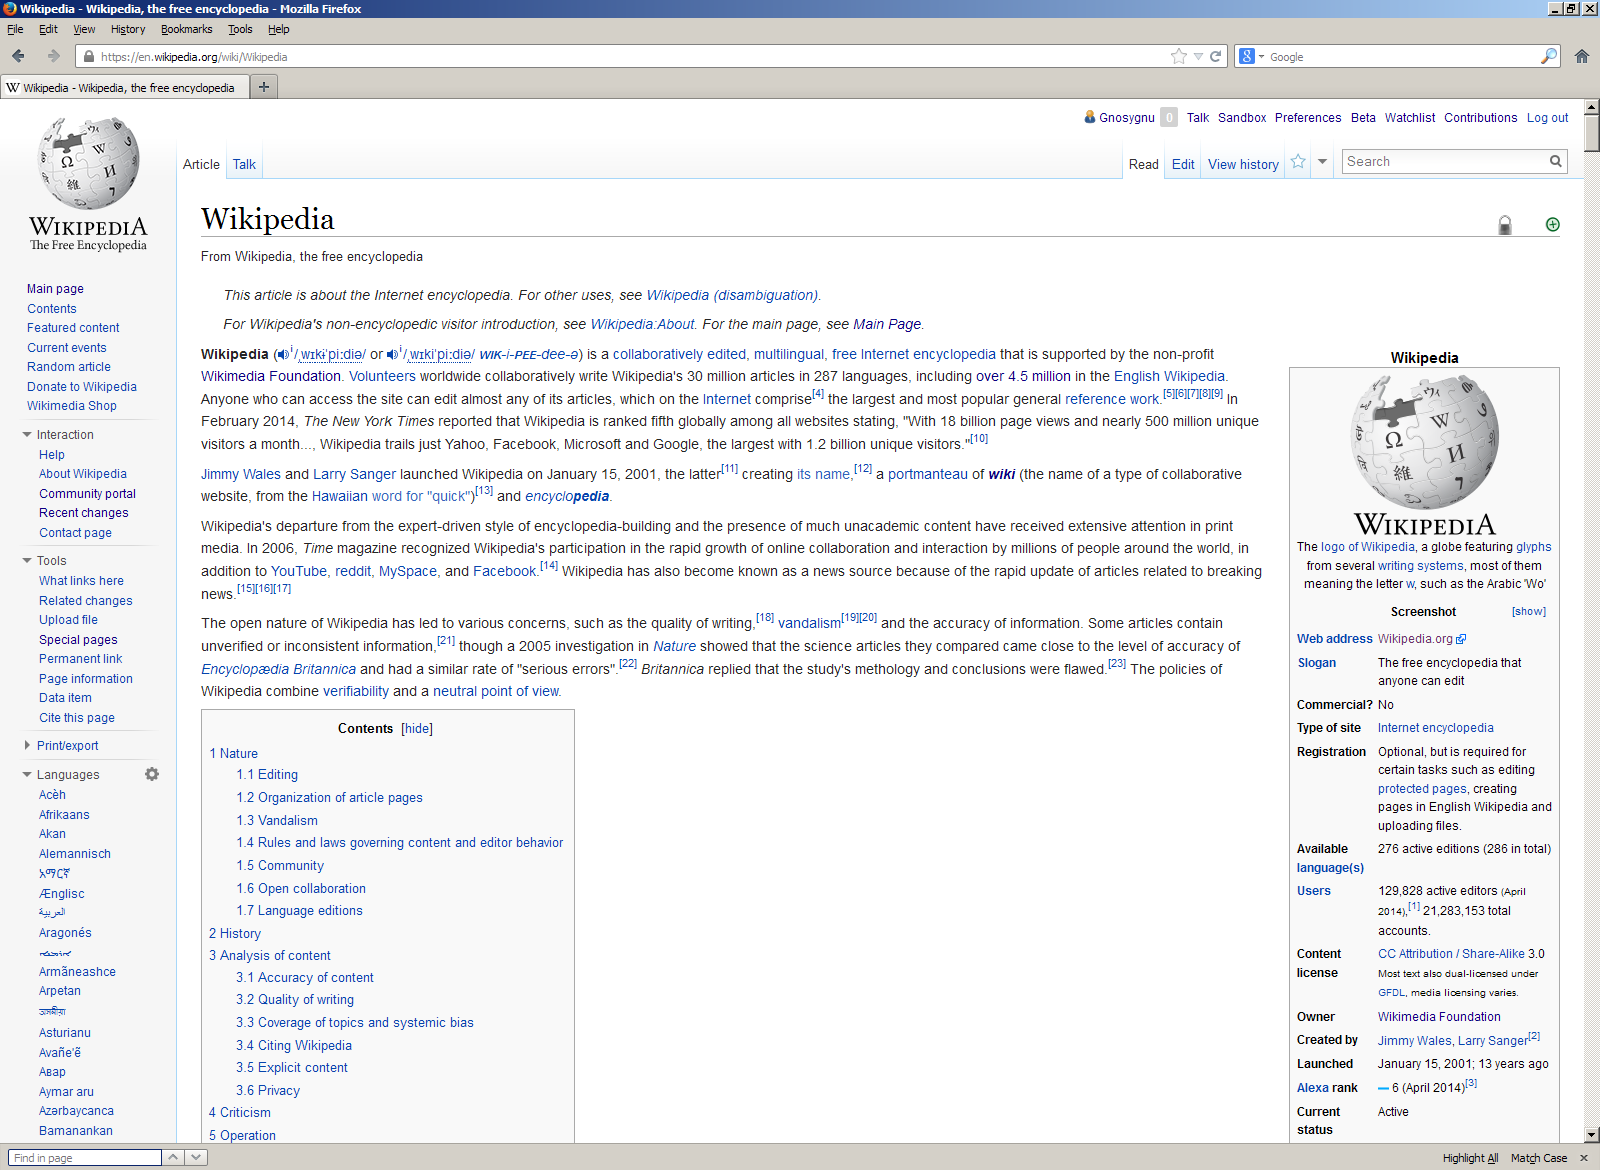 Wikipedia - Wikipedia, the free encyclopedia - Mozilla Firefox
File Edit View History Bookmarks Tools Help
https://en.wikipedia.org/wiki/Wikipedia
Google
Wikipedia - Wikipedia, the free encyclopedia
Gnosygnu 0 Talk Sandbox Preferences Beta Watchlist Contributions Log out
Article Talk
Read Edit View history Search
WIKIPEDIA
The Free Encyclopedia
Main page
Contents
Featured content
Current events
Random article
Donate to Wikipedia
Wikimedia Shop
Interaction
Help
About Wikipedia
Community portal
Recent changes
Contact page
Tools
What links here
Related changes
Upload file
Special pages
Permanent link
Page information
Data item
Cite this page
Print/export
Languages
Acèh
Afrikaans
Akan
Alemannisch
አማርኛ
Ænglisc
العربية
Aragonés
Armãneashce
Arpetan
অসমীয়া
Asturianu
Avañe'ẽ
Авар
Aymar aru
Azərbaycanca
Bamanankan
Wikipedia
From Wikipedia, the free encyclopedia
This article is about the Internet encyclopedia. For other uses, see Wikipedia (disambiguation).
For Wikipedia's non-encyclopedic visitor introduction, see Wikipedia:About. For the main page, see Main Page.
Wikipedia (i/ˌwɪkɨˈpiːdiə/ or i/ˌwɪkiˈpiːdiə/ WIK-i-PEE-dee-ə) is a collaboratively edited, multilingual, free Internet encyclopedia that is supported by the non-profit
Wikimedia Foundation. Volunteers worldwide collaboratively write Wikipedia's 30 million articles in 287 languages, including over 4.5 million in the English Wikipedia.
Anyone who can access the site can edit almost any of its articles, which on the Internet comprise[4] the largest and most popular general reference work.[5][6][7][8][9] In
February 2014, The New York Times reported that Wikipedia is ranked fifth globally among all websites stating, "With 18 billion page views and nearly 500 million unique
visitors a month..., Wikipedia trails just Yahoo, Facebook, Microsoft and Google, the largest with 1.2 billion unique visitors."[10]
Jimmy Wales and Larry Sanger launched Wikipedia on January 15, 2001, the latter[11] creating its name,[12] a portmanteau of wiki (the name of a type of collaborative
website, from the Hawaiian word for "quick")[13] and encyclopedia.
Wikipedia's departure from the expert-driven style of encyclopedia-building and the presence of much unacademic content have received extensive attention in print
media. In 2006, Time magazine recognized Wikipedia's participation in the rapid growth of online collaboration and interaction by millions of people around the world, in
addition to YouTube, reddit, MySpace, and Facebook.[14] Wikipedia has also become known as a news source because of the rapid update of articles related to breaking
news.[15][16][17]
The open nature of Wikipedia has led to various concerns, such as the quality of writing,[18] vandalism[19][20] and the accuracy of information. Some articles contain
unverified or inconsistent information,[21] though a 2005 investigation in Nature showed that the science articles they compared came close to the level of accuracy of
Encyclopædia Britannica and had a similar rate of "serious errors".[22] Britannica replied that the study's methology and conclusions were flawed.[23] The policies of
Wikipedia combine verifiability and a neutral point of view.
Contents [hide]
1 Nature
1.1 Editing
1.2 Organization of article pages
1.3 Vandalism
1.4 Rules and laws governing content and editor behavior
1.5 Community
1.6 Open collaboration
1.7 Language editions
2 History
3 Analysis of content
3.1 Accuracy of content
3.2 Quality of writing
3.3 Coverage of topics and systemic bias
3.4 Citing Wikipedia
3.5 Explicit content
3.6 Privacy
4 Criticism
5 Operation
Wikipedia
WIKIPEDIA
The logo of Wikipedia, a globe featuring glyphs
from several writing systems, most of them
meaning the letter w, such as the Arabic 'Wo'
Screenshot [show]
Web address Wikipedia.org
Slogan The free encyclopedia that
anyone can edit
Commercial? No
Type of site Internet encyclopedia
Registration Optional, but is required for
certain tasks such as editing
protected pages, creating
pages in English Wikipedia and
uploading files.
Available 276 active editions (286 in total)
language(s)
Users 129,828 active editors (April
2014),[1] 21,283,153 total
accounts.
Content CC Attribution / Share-Alike 3.0
license Most text also dual-licensed under
GFDL, media licensing varies.
Owner Wikimedia Foundation
Created by Jimmy Wales, Larry Sanger[2]
Launched January 15, 2001; 13 years ago
Alexa rank 6 (April 2014)[3]
Current Active
status
Find in page
Highlight All Match Case